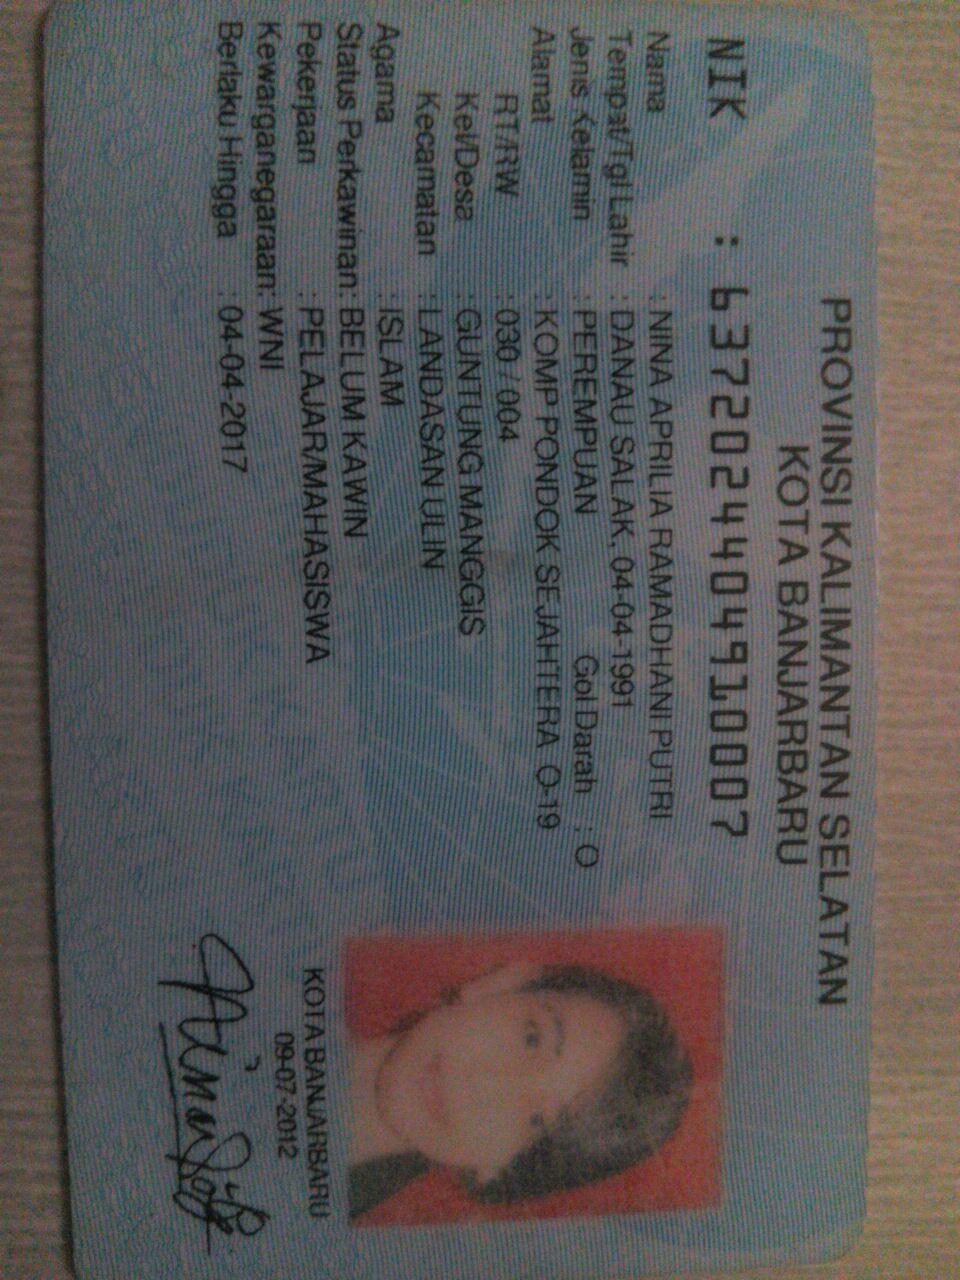 PROVINSI KALIMANTAN SELATAN
KOTA BANJARBARU
NIK : 6372024404910007
Nama : NINA APRILIA RAMADHANI PUTRI
Tempat/Tgl Lahir : DANAU SALAK, 04-04-1991
Jenis Kelamin : PEREMPUAN Gol Darah : O
Alamat : KOMP PONDOK SEJAHTERA O-19
RT/RW : 030 / 004
Kel/Desa : GUNTUNG MANGGIS
Kecamatan : LANDASAN ULIN
Agama : ISLAM
Status Perkawinan: BELUM KAWIN
Pekerjaan : PELAJAR/MAHASISWA
Kewarganegaraan: WNI
Berlaku Hingga : 04-04-2017
KOTA BANJARBARU
09-07-2012